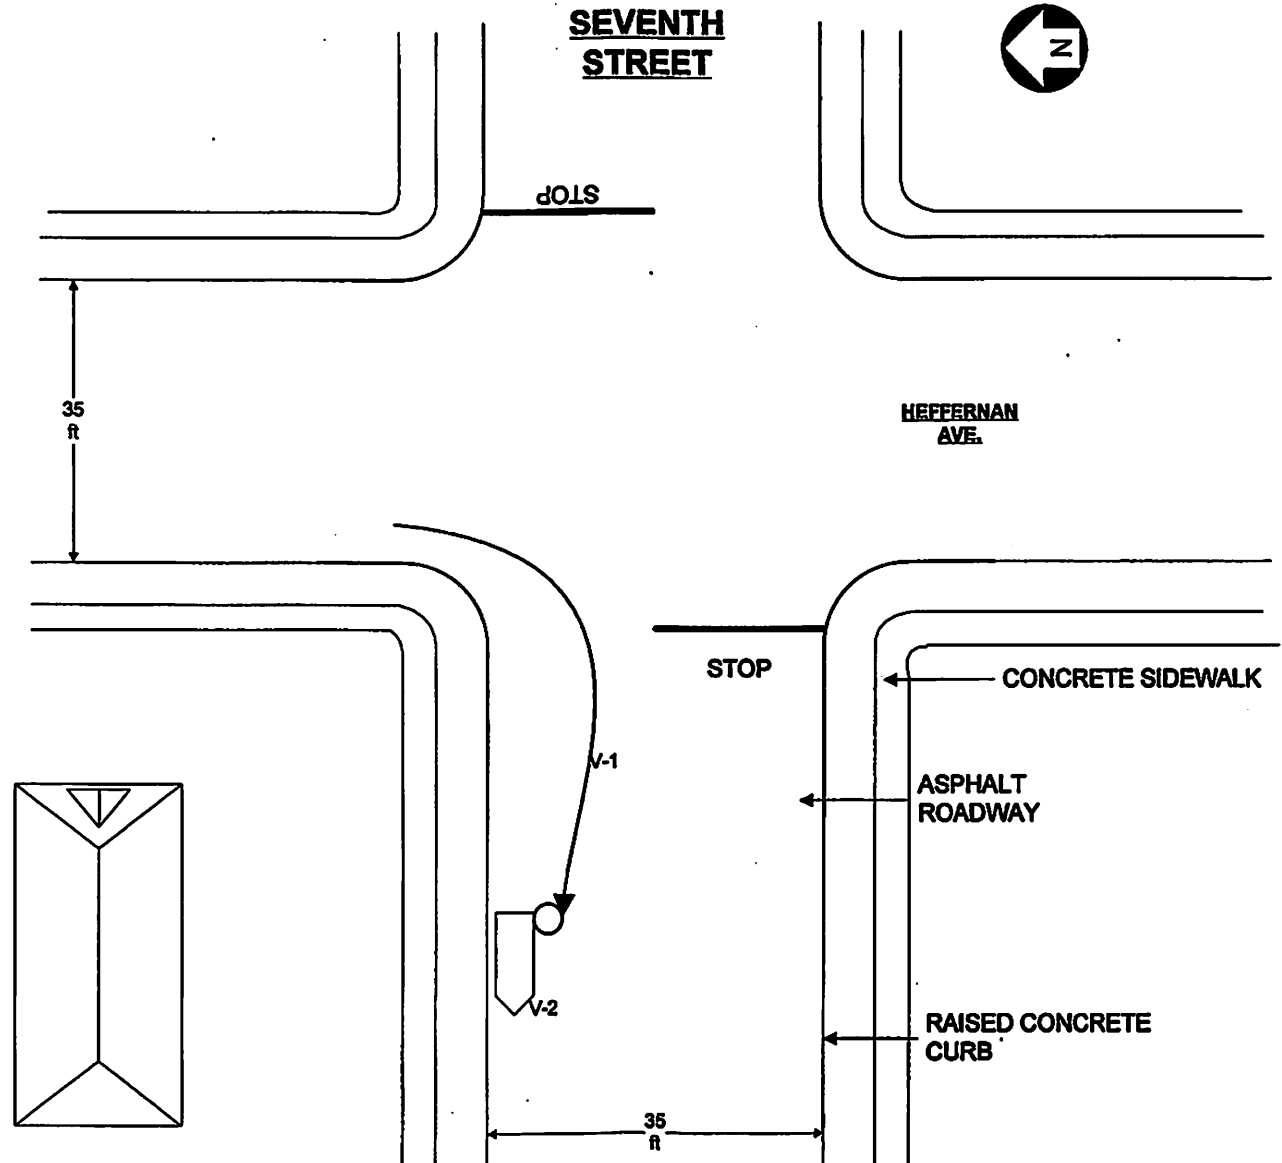 SEVENTH
STREET
N
STOP
35
ft
HEFFERNAN
AVE.
STOP
CONCRETE SIDEWALK
V-1
ASPHALT
ROADWAY
V-2
RAISED CONCRETE
CURB
35
ft